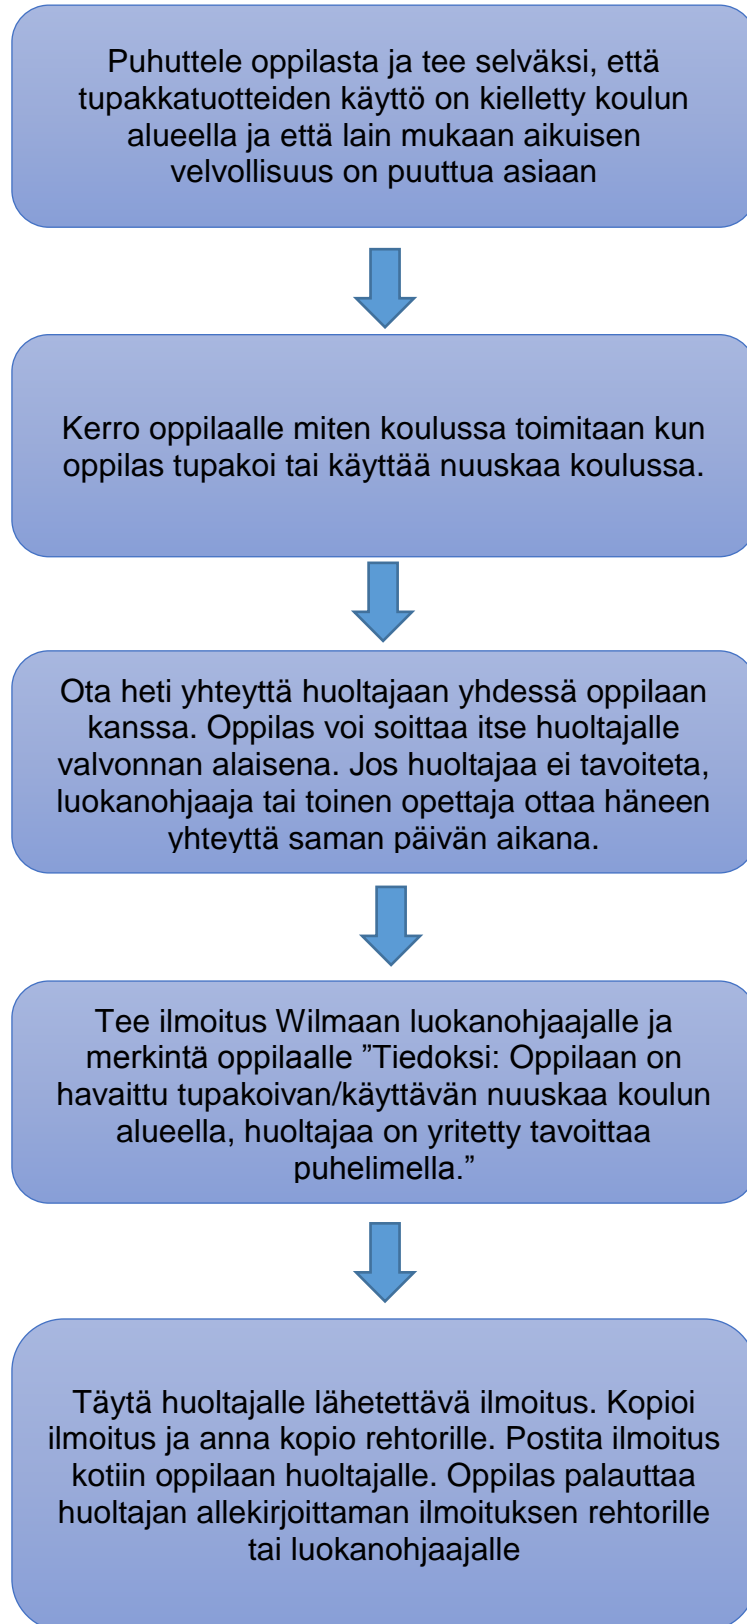 Puhuttele oppilasta ja tee selväksi, että
tupakkatuotteiden käyttö on kielletty koulun
alueella ja että lain mukaan aikuisen
velvollisuus on puuttua asiaan
Kerro oppilaalle miten koulussa toimitaan kun
oppilas tupakoi tai käyttää nuuskaa koulussa.
Ota heti yhteyttä huoltajaan yhdessä oppilaan
kanssa. Oppilas voi soittaa itse huoltajalle
valvonnan alaisena. Jos huoltajaa ei tavoiteta,
luokanohjaaja tai toinen opettaja ottaa häneen
yhteyttä saman päivän aikana.
Tee ilmoitus Wilmaan luokanohjaajalle ja
merkintä oppilaalle ”Tiedoksi: Oppilaan on
havaittu tupakoivan/käyttävän nuuskaa koulun
alueella, huoltajaa on yritetty tavoittaa
puhelimella.”
Täytä huoltajalle lähetettävä ilmoitus. Kopioi
ilmoitus ja anna kopio rehtorille. Postita ilmoitus
kotiin oppilaan huoltajalle. Oppilas palauttaa
huoltajan allekirjoittaman ilmoituksen rehtorille
tai luokanohjaajalle